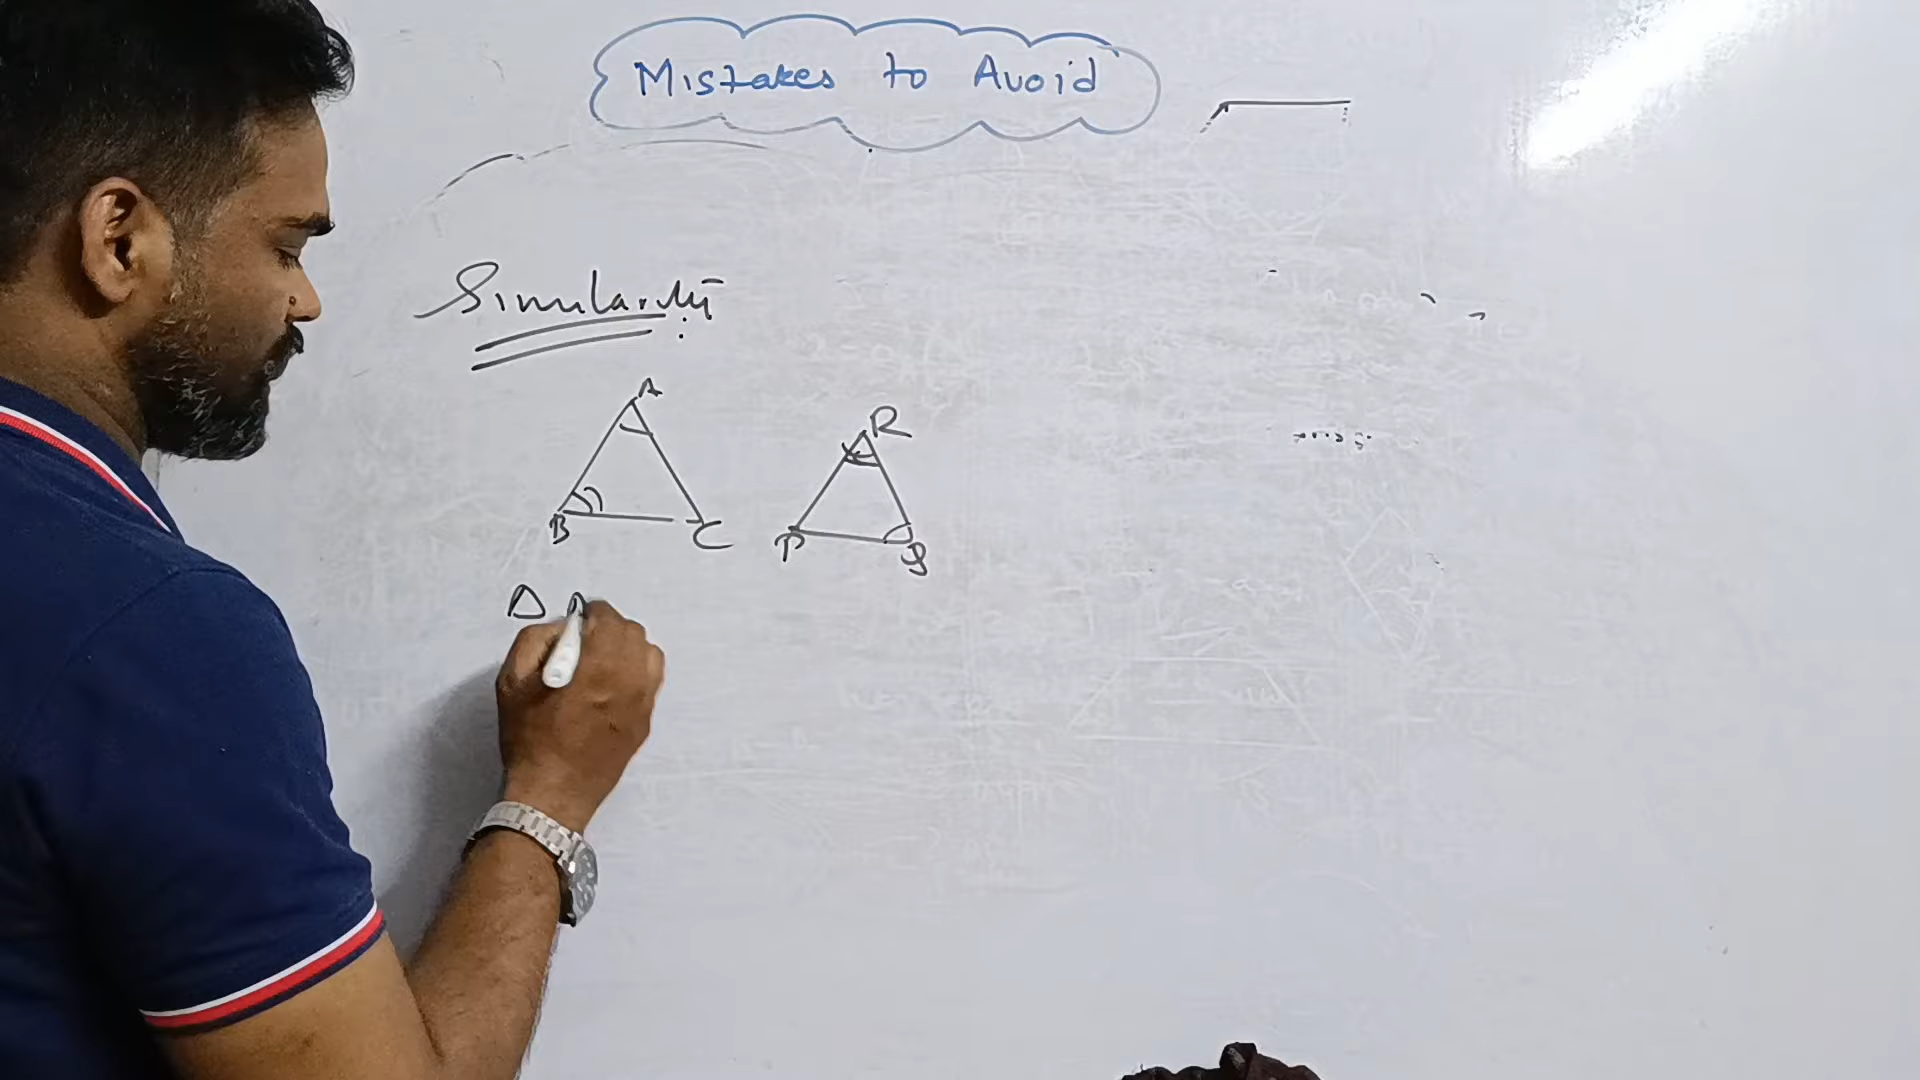 Mistakes to Avoid
Similarity:
A
R
B C P Q
Δ A